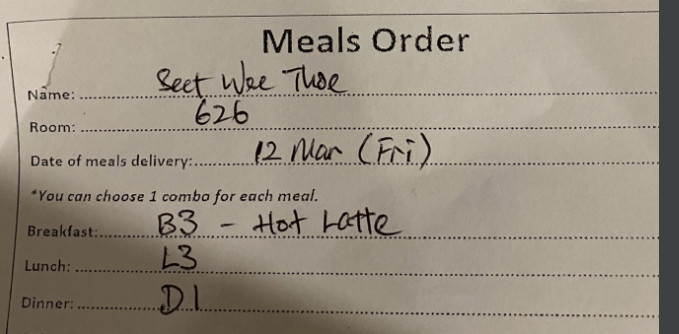 Meals Order
Name: Seet Wee Thoe
Room: 626
Date of meals delivery: 12 Mar (Fri)
*You can choose 1 combo for each meal.
Breakfast: B3 - Hot Latte
Lunch: L3
Dinner: D1